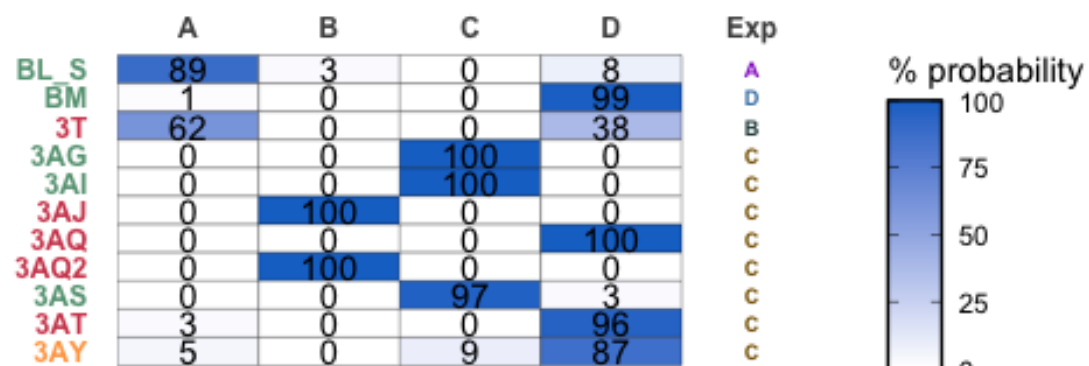 A B C D Exp
BL_S 89 3 0 8 A
BM 1 0 0 99 D
3T 62 0 0 38 B
3AG 0 0 100 0 C
3AI 0 0 100 0 C
3AJ 0 100 0 0 C
3AQ 0 0 0 100 C
3AQ2 0 100 0 0 C
3AS 0 0 97 3 C
3AT 3 0 0 96 C
3AY 5 0 9 87 C
% probability
100
75
50
25